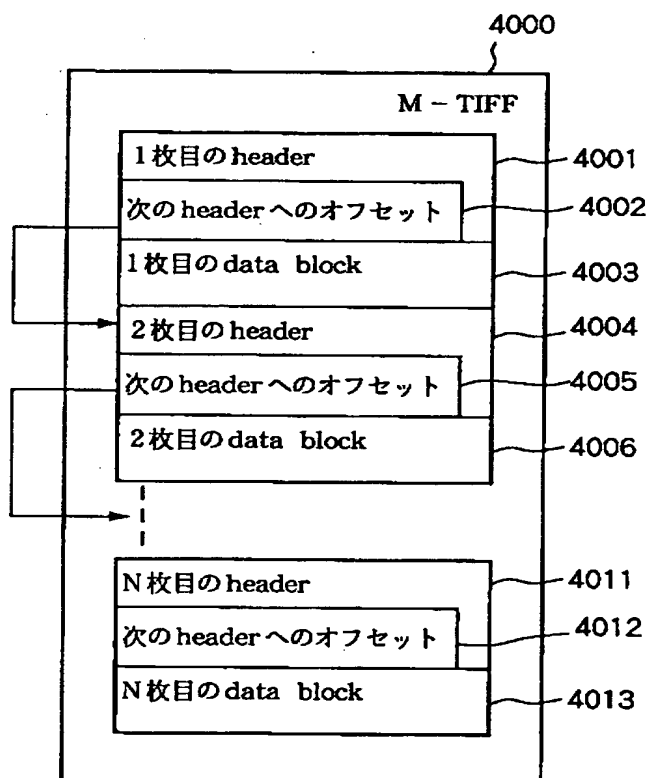 4000
M－TIFF
1枚目のheader
4001
次のheaderへのオフセット
4002
1枚目のdata block
4003
2枚目のheader
4004
次のheaderへのオフセット
4005
2枚目のdata block
4006
N枚目のheader
4011
次のheaderへのオフセット
4012
N枚目のdata block
4013